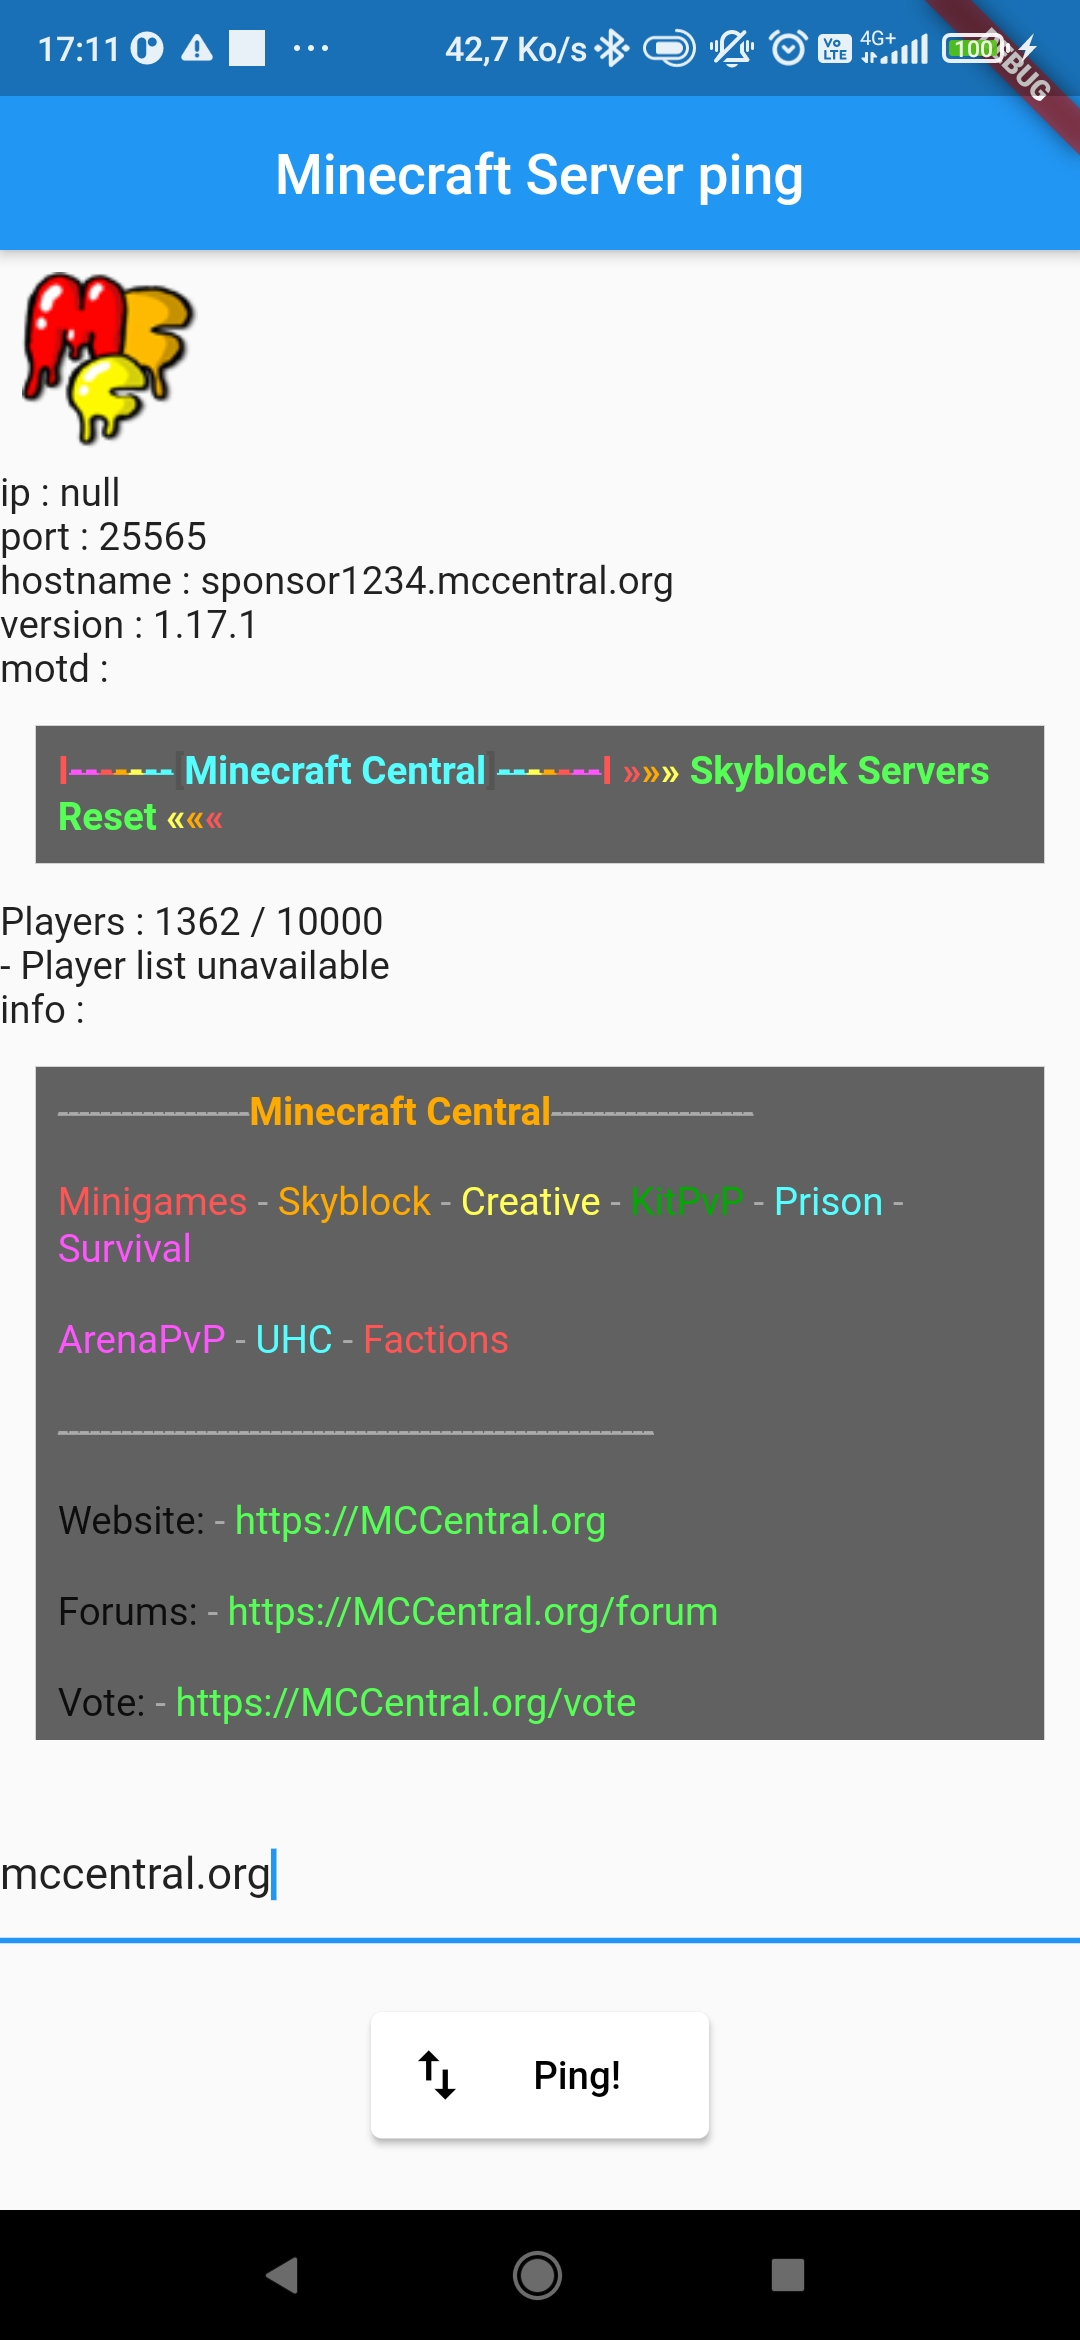 17:11 ... 42,7 Ko/s Vo LTE 4G+ 100
DEBUG
Minecraft Server ping
ip : null
port : 25565
hostname : sponsor1234.mccentral.org
version : 1.17.1
motd :
I-------[Minecraft Central]-------I »»» Skyblock Servers
Reset «««
Players : 1362 / 10000
- Player list unavailable
info :
------------------Minecraft Central-------------------
Minigames - Skyblock - Creative - KitPvP - Prison -
Survival
ArenaPvP - UHC - Factions
--------------------------------------------------------
Website: - https://MCCentral.org
Forums: - https://MCCentral.org/forum
Vote: - https://MCCentral.org/vote
mccentral.org
Ping!